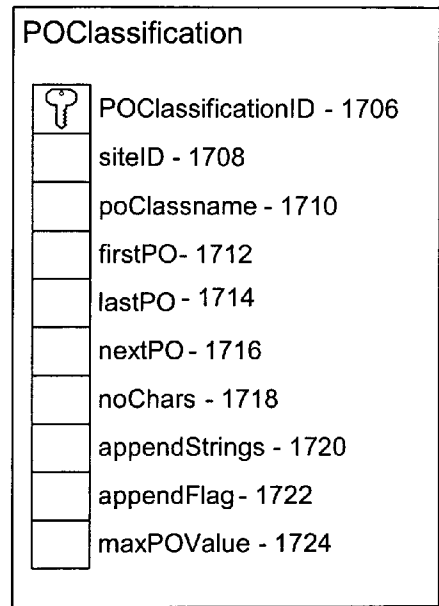 POClassification
POClassificationID - 1706
siteID - 1708
poClassname - 1710
firstPO- 1712
lastPO - 1714
nextPO - 1716
noChars - 1718
appendStrings - 1720
appendFlag - 1722
maxPOValue - 1724